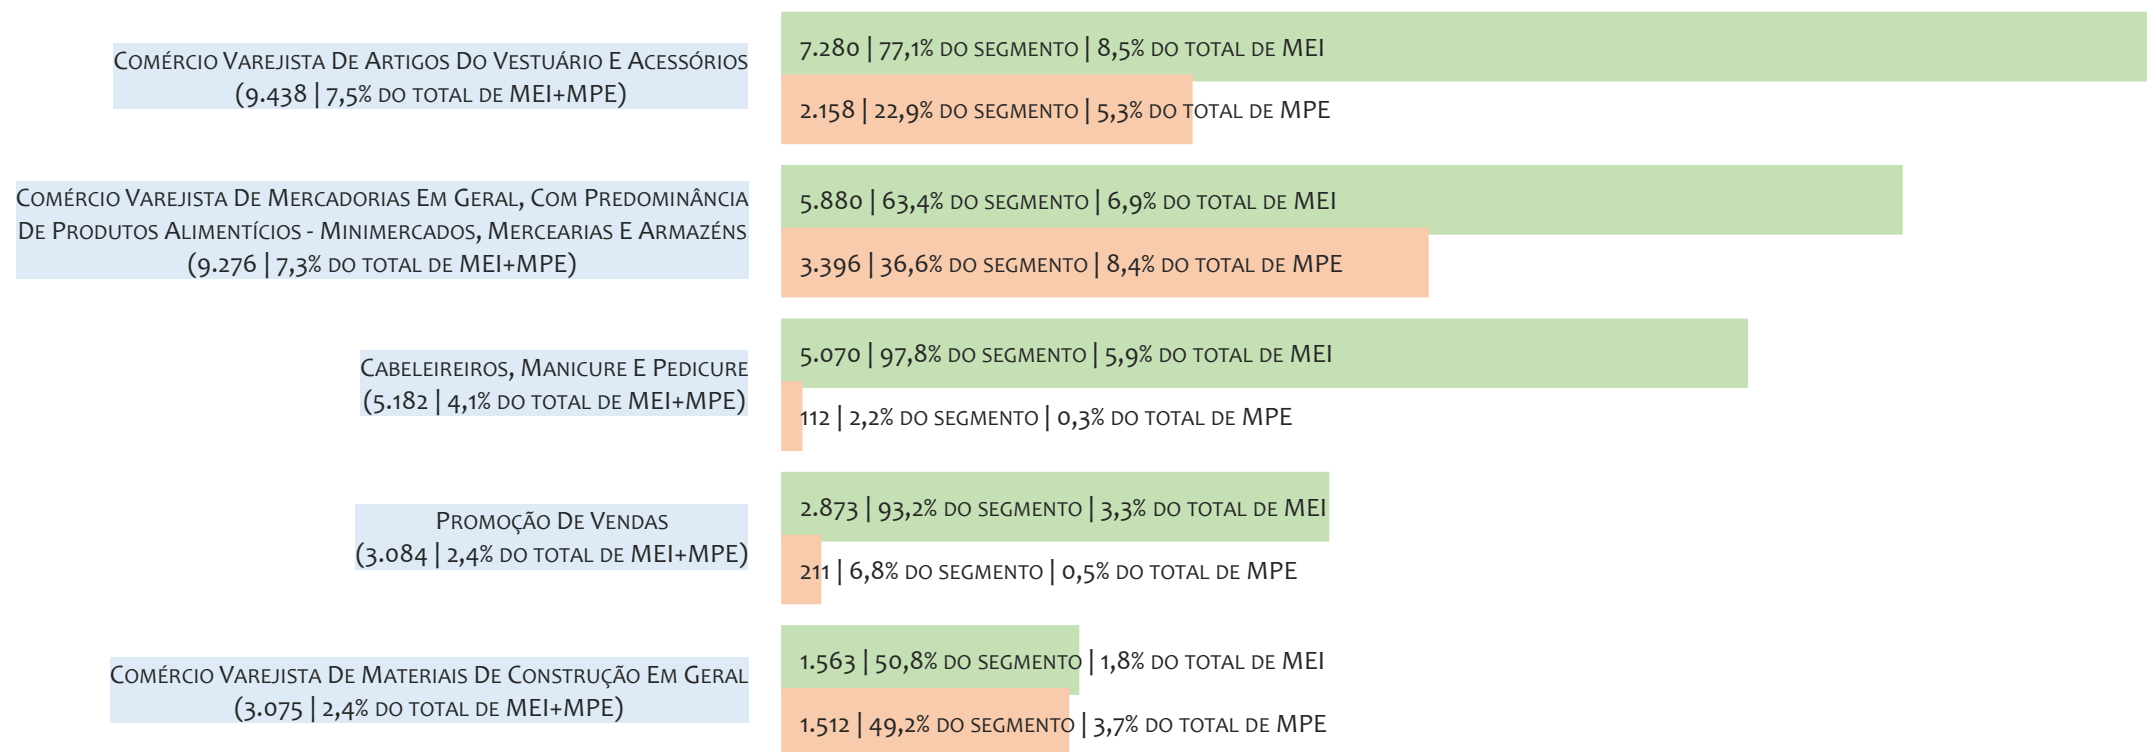 Comércio Varejista De Artigos Do Vestuário E Acessórios
(9.438 | 7,5% do total de MEI+MPE)
7.280 | 77,1% do segmento | 8,5% do total de MEI
2.158 | 22,9% do segmento | 5,3% do total de MPE
Comércio Varejista De Mercadorias Em Geral, Com Predominância
De Produtos Alimentícios - Minimercados, Mercearias E Armazéns
(9.276 | 7,3% do total de MEI+MPE)
5.880 | 63,4% do segmento | 6,9% do total de MEI
3.396 | 36,6% do segmento | 8,4% do total de MPE
Cabeleireiros, Manicure E Pedicure
(5.182 | 4,1% do total de MEI+MPE)
5.070 | 97,8% do segmento | 5,9% do total de MEI
112 | 2,2% do segmento | 0,3% do total de MPE
Promoção De Vendas
(3.084 | 2,4% do total de MEI+MPE)
2.873 | 93,2% do segmento | 3,3% do total de MEI
211 | 6,8% do segmento | 0,5% do total de MPE
Comércio Varejista De Materiais De Construção Em Geral
(3.075 | 2,4% do total de MEI+MPE)
1.563 | 50,8% do segmento | 1,8% do total de MEI
1.512 | 49,2% do segmento | 3,7% do total de MPE